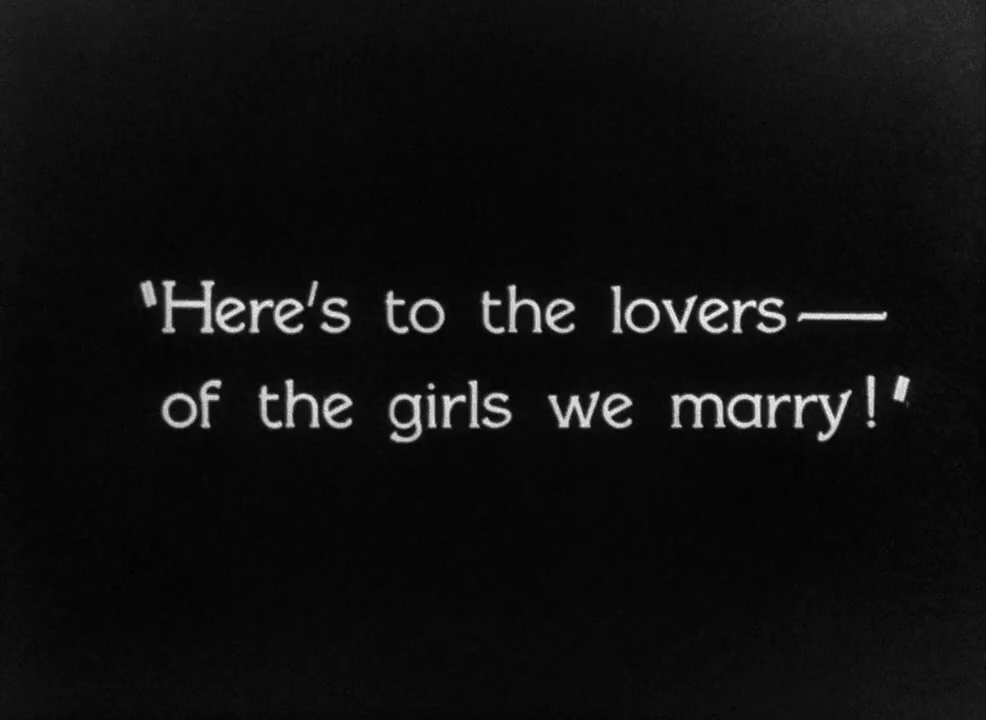 "Here's to the lovers—
of the girls we marry!"